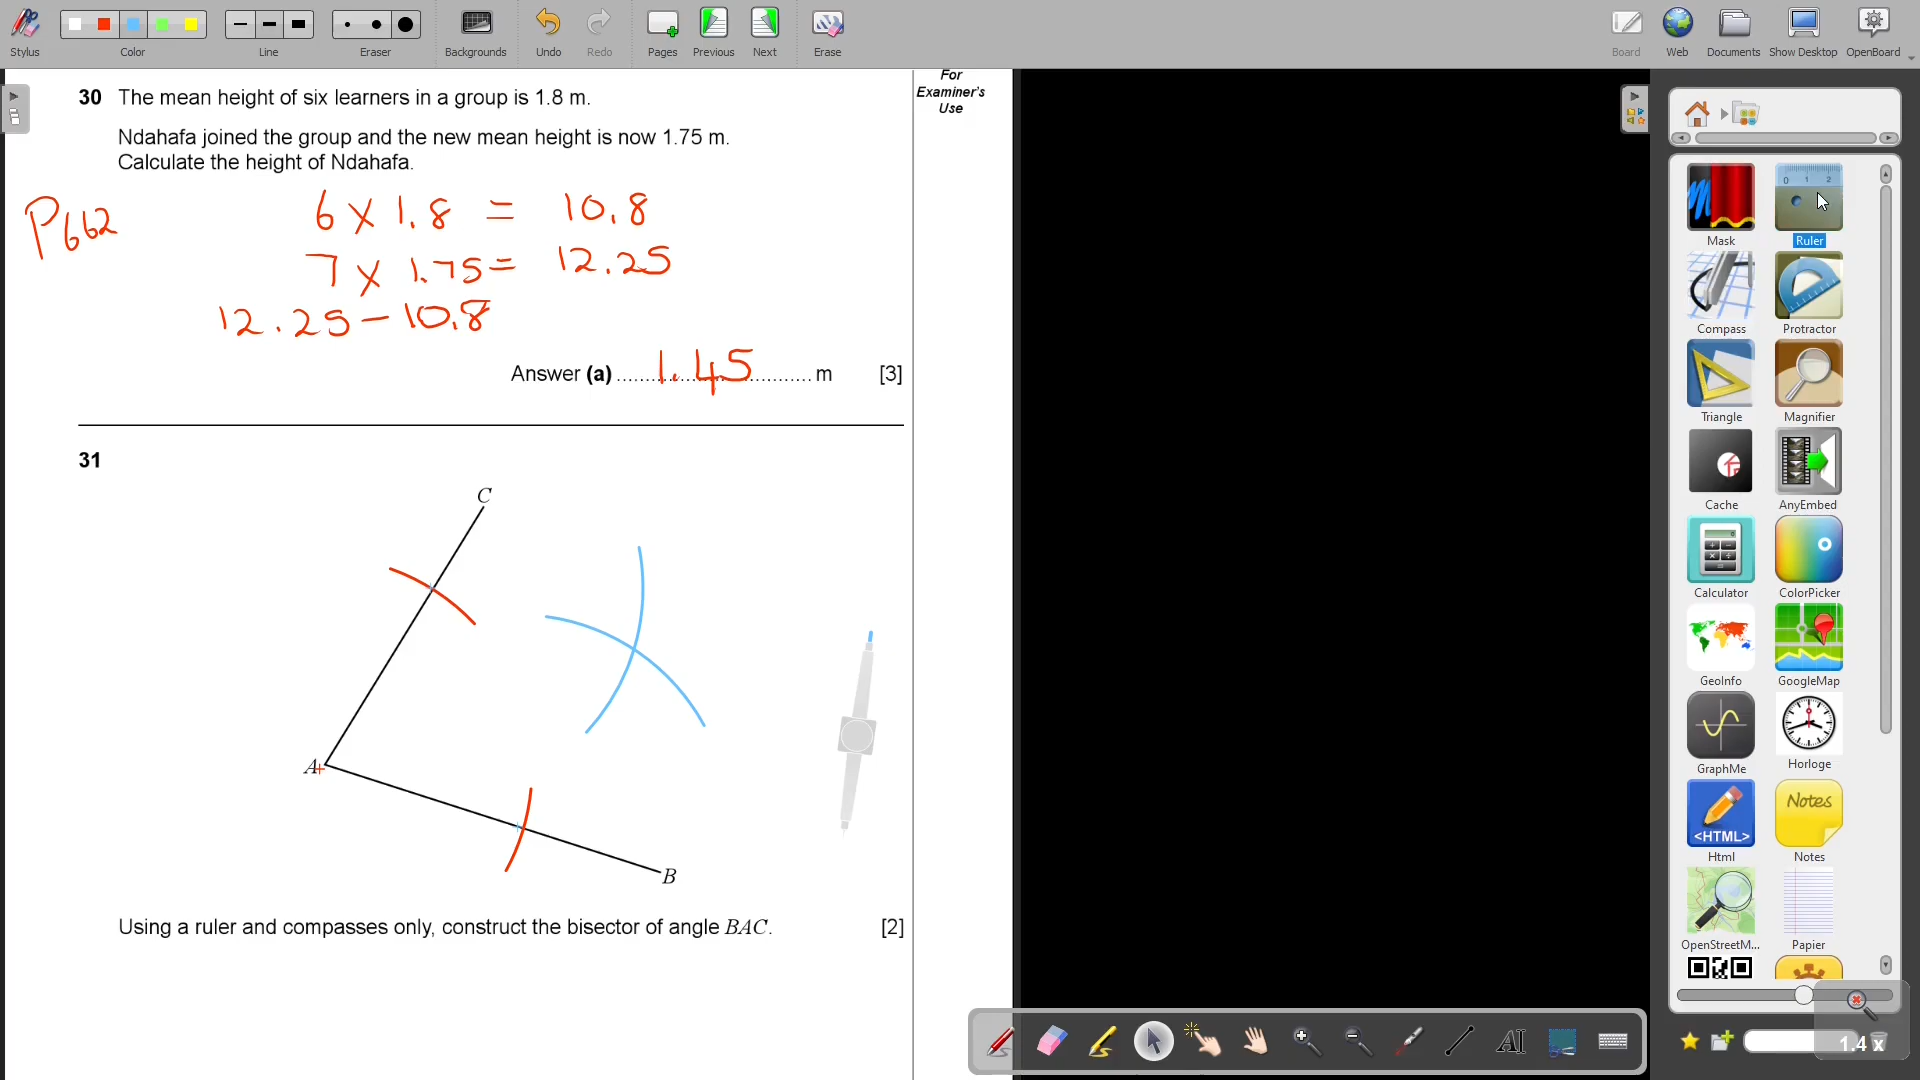 Stylus
Color
Line
Eraser
Backgrounds
Undo
Redo
Pages
Previous
Next
Erase
Board
Web
Documents
Show Desktop
OpenBoard
For
Examiner's
Use
30 The mean height of six learners in a group is 1.8 m.
Ndahafa joined the group and the new mean height is now 1.75 m.
Calculate the height of Ndahafa.
P662
6 x 1.8 = 10.8
7 x 1.75 = 12.25
12.25 - 10.8
Answer (a) 1.45 m [3]
31
C
A
B
Using a ruler and compasses only, construct the bisector of angle BAC. [2]
0 1 2
Mask
Ruler
Compass
Protractor
Triangle
Magnifier
Cache
AnyEmbed
Calculator
ColorPicker
GeoInfo
GoogleMap
GraphMe
Horloge
<HTML>
Notes
Html
Notes
OpenStreetM...
Papier
AI
1.4 x